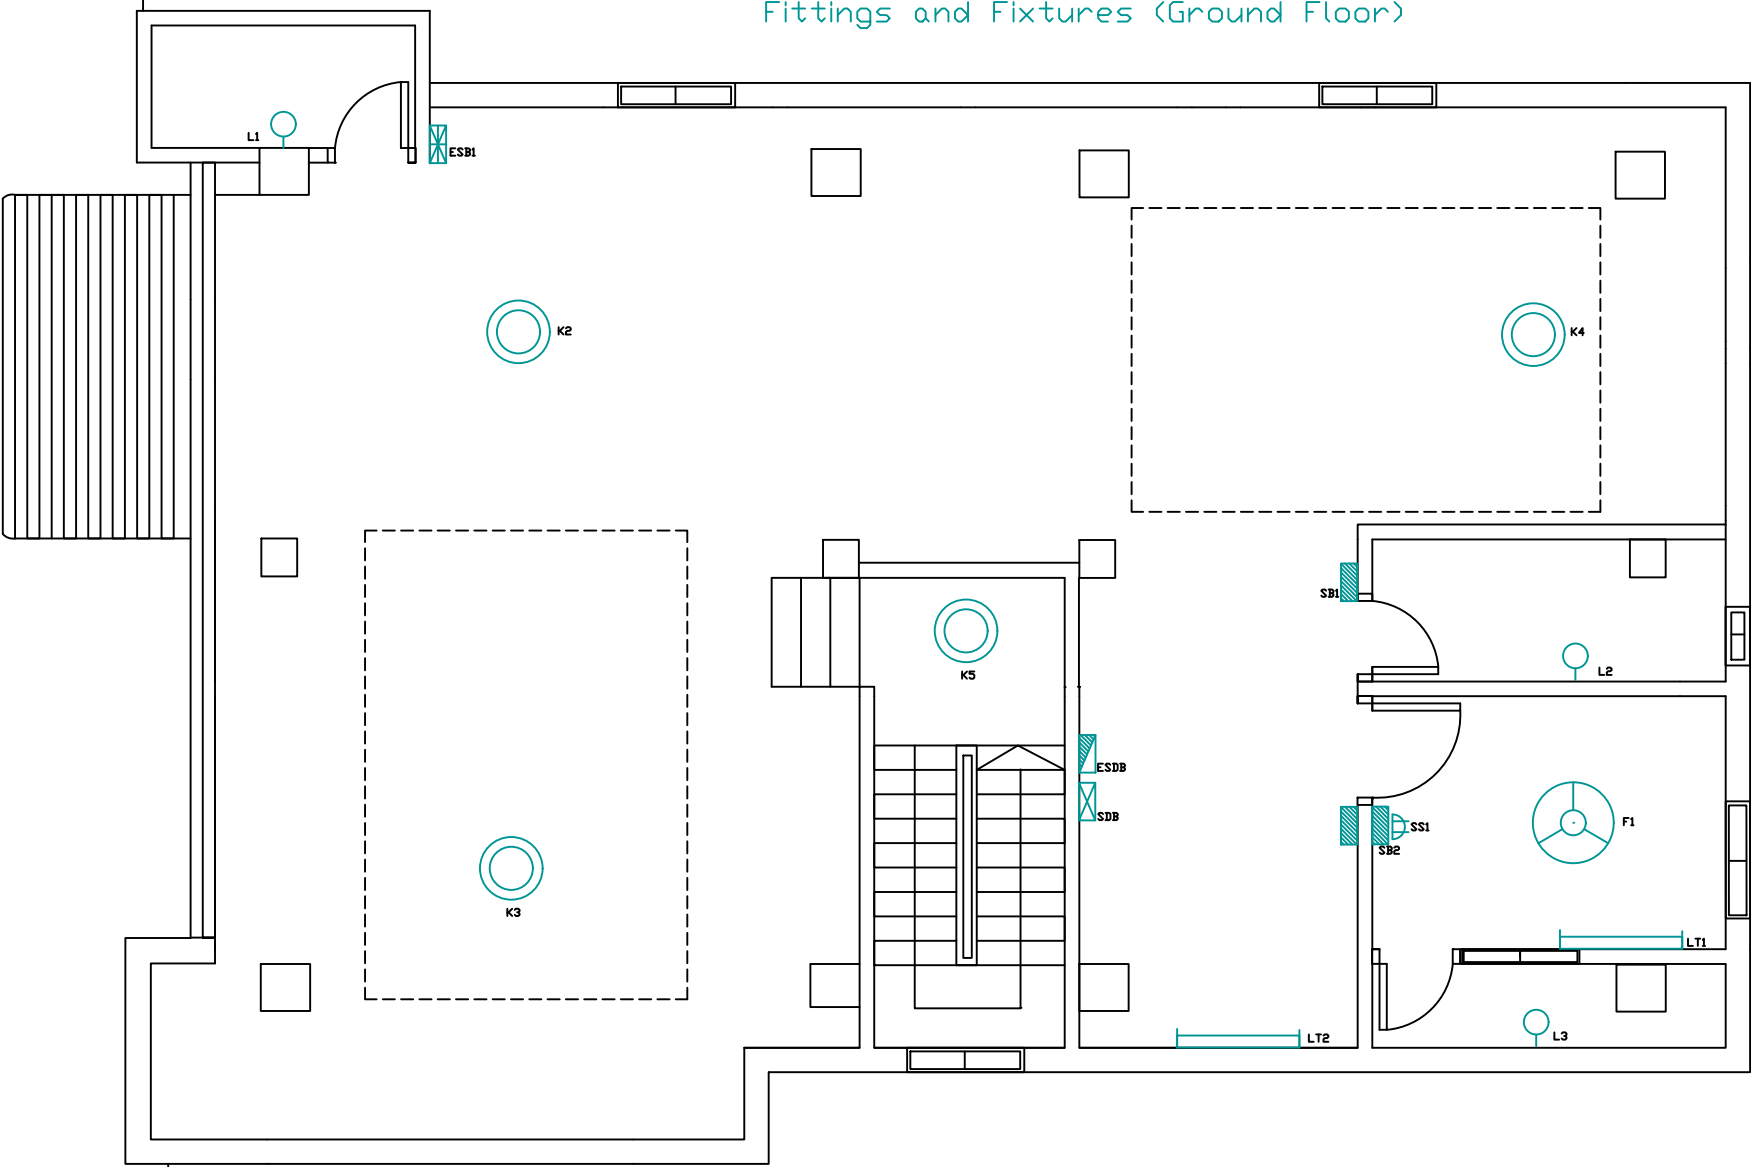 Fittings and Fixtures (Ground Floor)
L1
ESB1
K2
K4
SB1
K5
L2
ESDB
SDB
SS1
F1
SB2
K3
LT1
LT2
L3